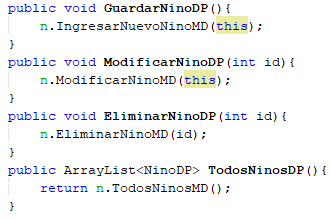 public void GuardarNinoDP(){
n.IngresarNuevoNinoMD(this);
}
public void ModificarNinoDP(int id){
n.ModificarNinoMD(this);
}
public void EliminarNinoDP(int id){
n.EliminarNinoMD(id);
}
public ArrayList<NinoDP> TodosNinosDP(){
return n.TodosNinosMD();
}